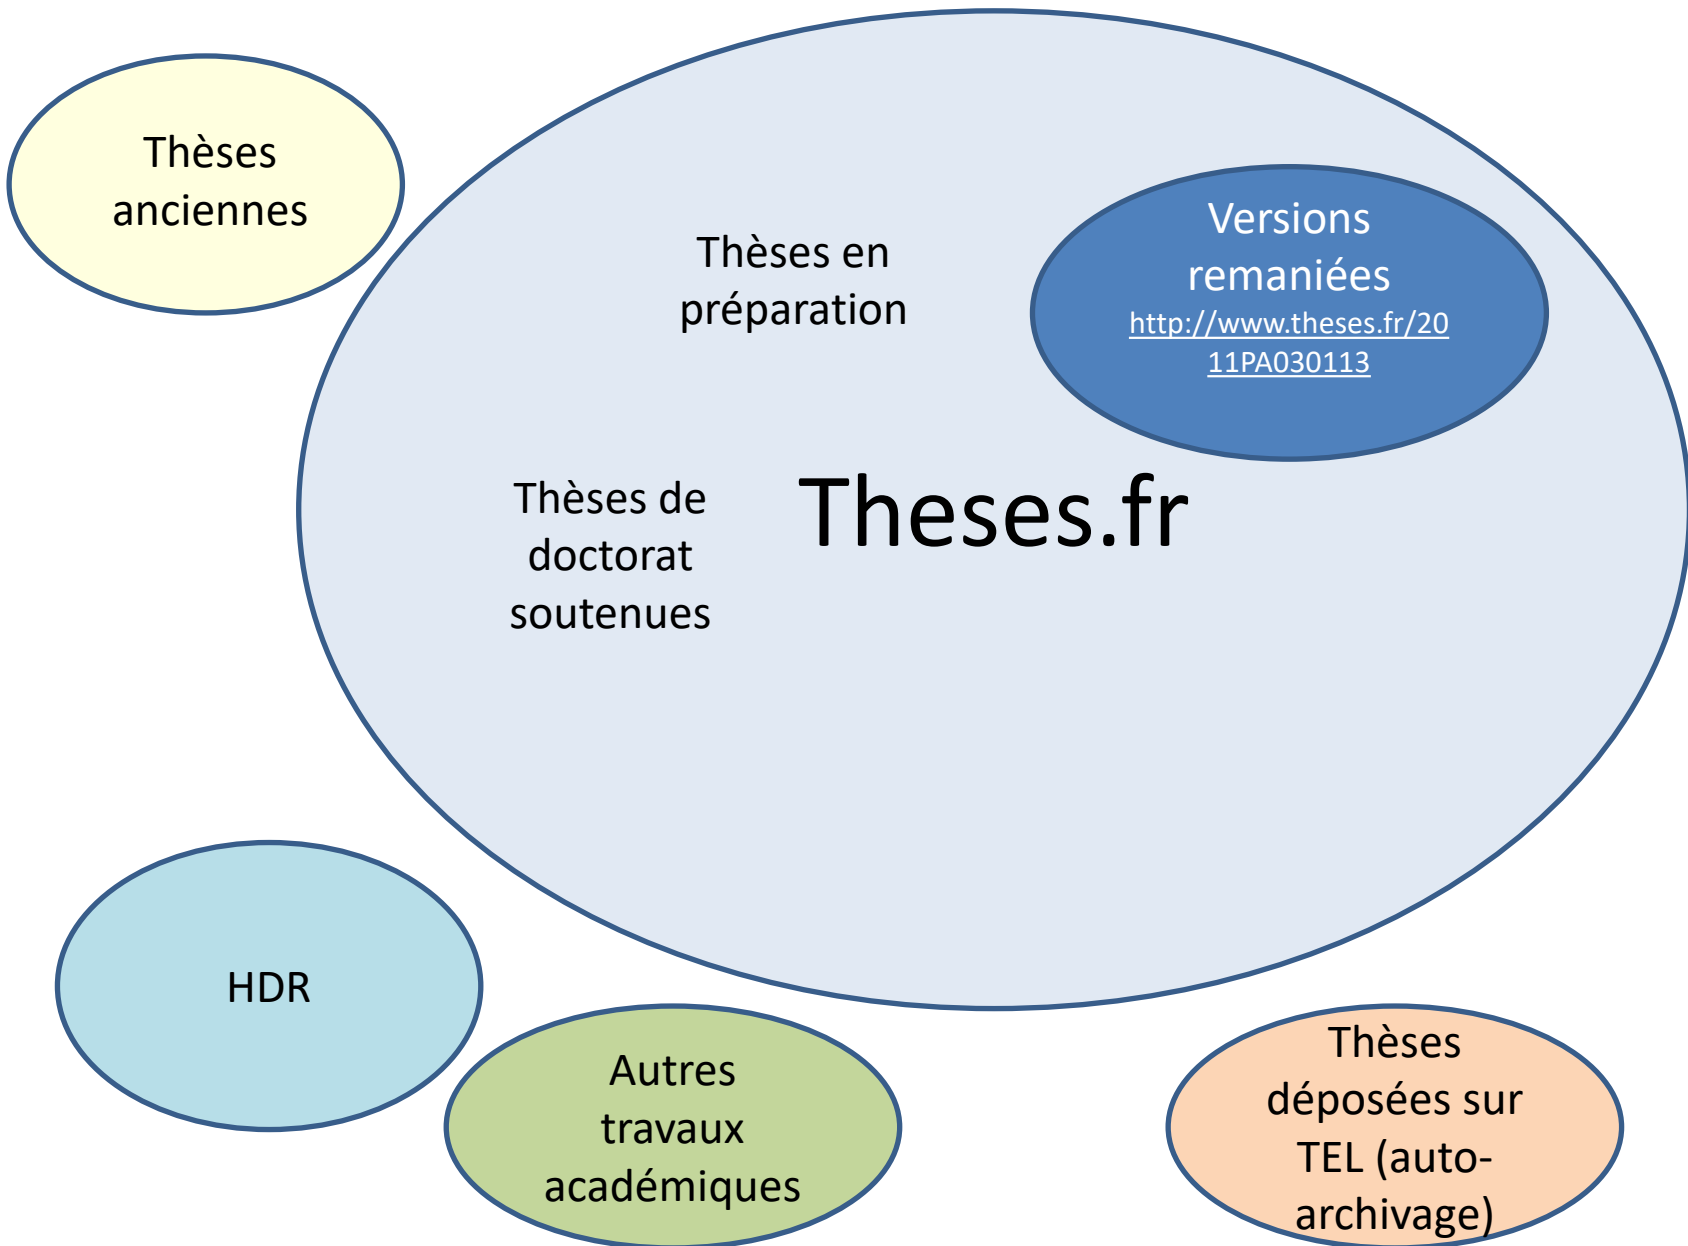 Thèses
anciennes
Thèses en
préparation
Versions
remaniées
http://www.theses.fr/20
11PA030113
Thèses de
doctorat
soutenues
Theses.fr
HDR
Autres
travaux
académiques
Thèses
déposées sur
TEL (auto-
archivage)